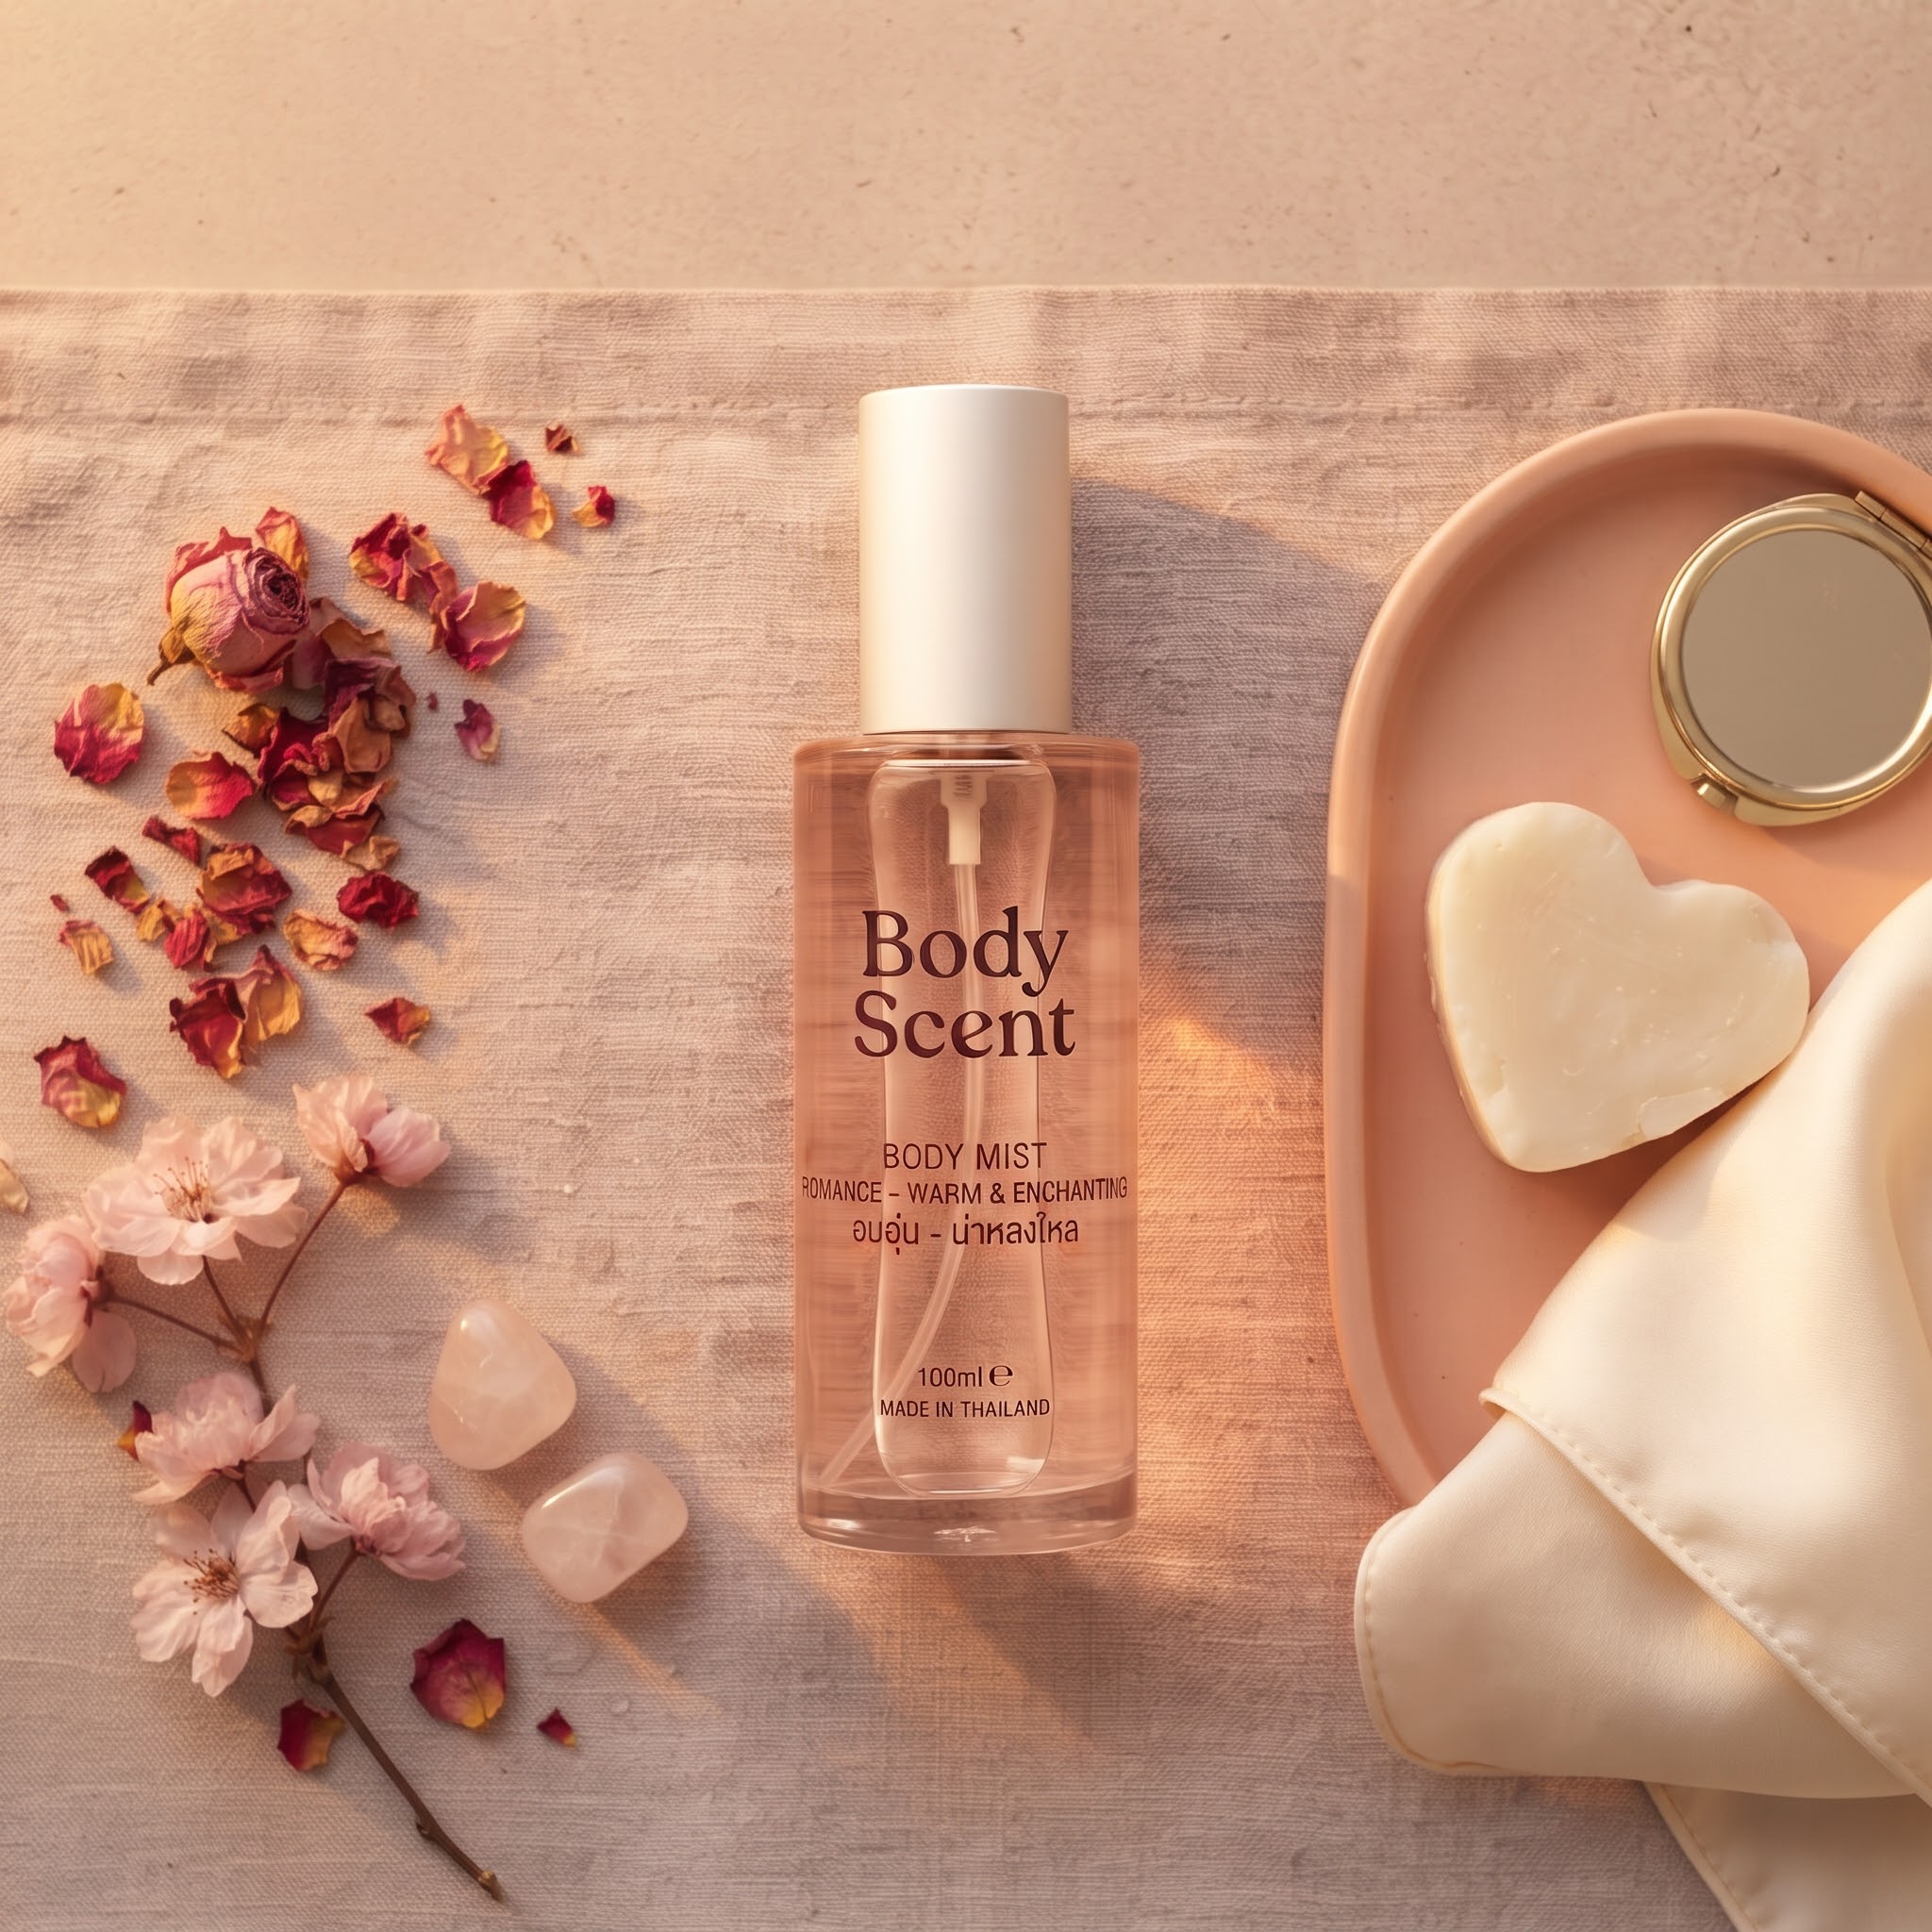 Body
Scent
BODY MIST
ROMANCE – WARM & ENCHANTING
อบอุ่น - น่าหลงใหล
100ml ℮
MADE IN THAILAND